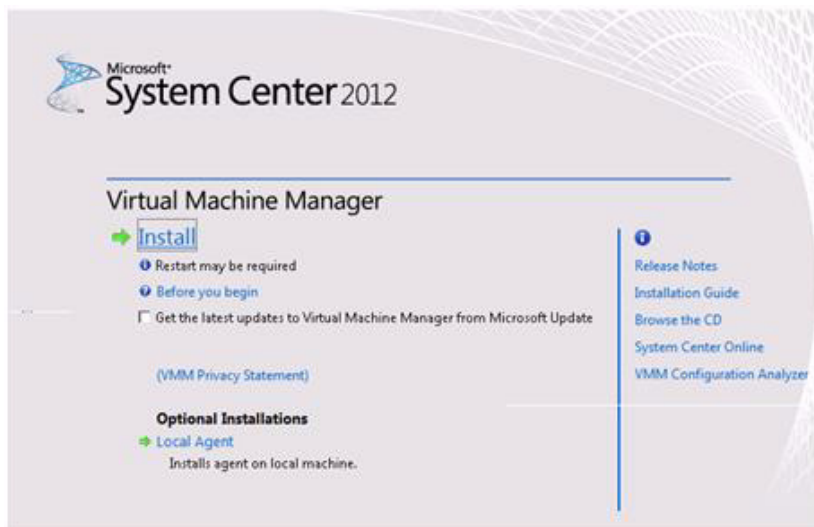 Microsoft®
System Center 2012
Virtual Machine Manager
Install
Restart may be required
Before you begin
Get the latest updates to Virtual Machine Manager from Microsoft Update
(VMM Privacy Statement)
Optional Installations
Local Agent
Installs agent on local machine.
Release Notes
Installation Guide
Browse the CD
System Center Online
VMM Configuration Analyzer